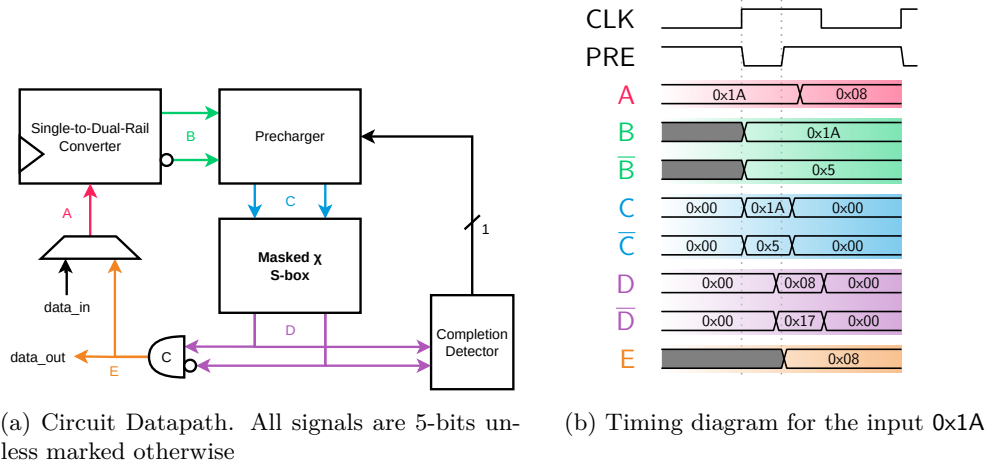 Single-to-Dual-Rail
Converter
B
Precharger
A
C
Masked χ
S-box
1
data_in
D
Completion
Detector
data_out
E
C
(a) Circuit Datapath. All signals are 5-bits un-
less marked otherwise
CLK
PRE
A 0x1A 0x08
B 0x1A
B̅ 0x5
C 0x00 0x1A 0x00
C̅ 0x00 0x5 0x00
D 0x00 0x08 0x00
D̅ 0x00 0x17 0x00
E 0x08
(b) Timing diagram for the input 0x1A